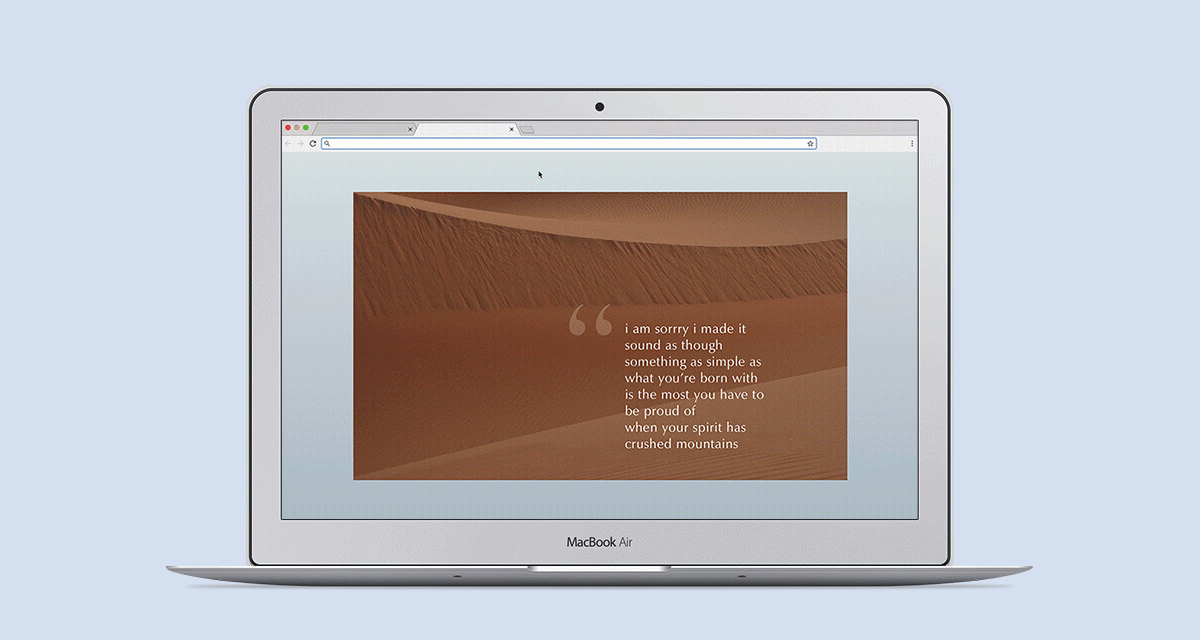 “
i am sorrry i made it
sound as though
something as simple as
what you’re born with
is the most you have to
be proud of
when your spirit has
crushed mountains
MacBook Air